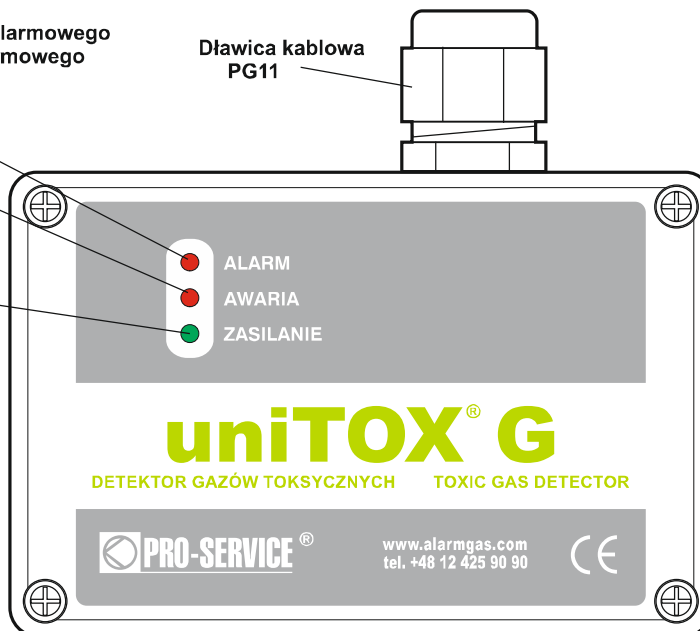 larmowego
mowego
Dławica kablowa
PG11
ALARM
AWARIA
ZASILANIE
uniTOX® G
DETEKTOR GAZÓW TOKSYCZNYCH TOXIC GAS DETECTOR
PRO-SERVICE ®
www.alarmgas.com
tel. +48 12 425 90 90
CE